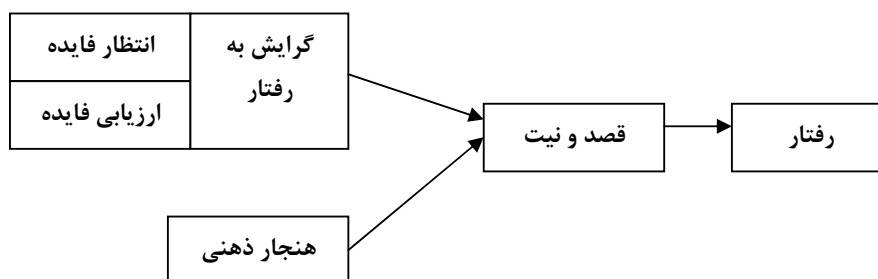 گرایش به
رفتار
انتظار فایده
ارزیابی فایده
قصد و نیت
رفتار
هنجار ذهنی